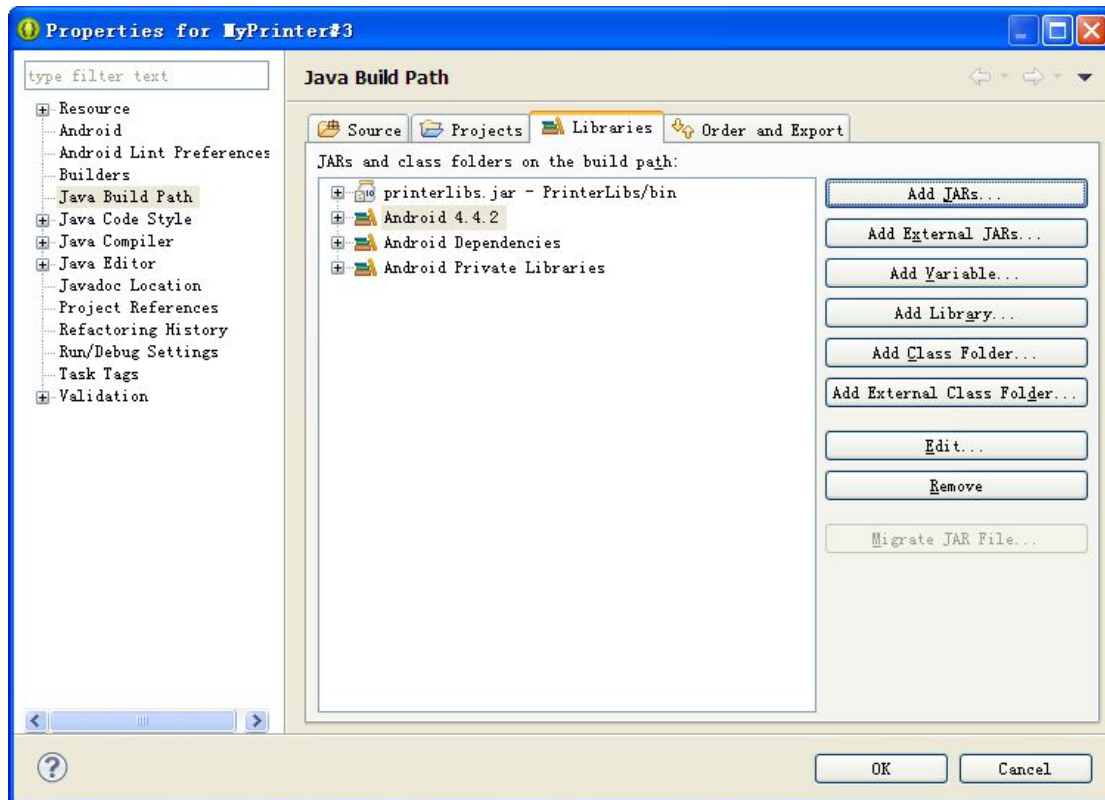 Properties for MyPrinter#3
type filter text
Resource
Android
Android Lint Preferences
Builders
Java Build Path
Java Code Style
Java Compiler
Java Editor
Javadoc Location
Project References
Refactoring History
Run/Debug Settings
Task Tags
Validation
Java Build Path
Source Projects Libraries Order and Export
JARs and class folders on the build path:
printerlibs.jar - PrinterLibs/bin
Android 4.4.2
Android Dependencies
Android Private Libraries
Add JARs...
Add External JARs...
Add Variable...
Add Library...
Add Class Folder...
Add External Class Folder...
Edit...
Remove
Migrate JAR File...
OK Cancel